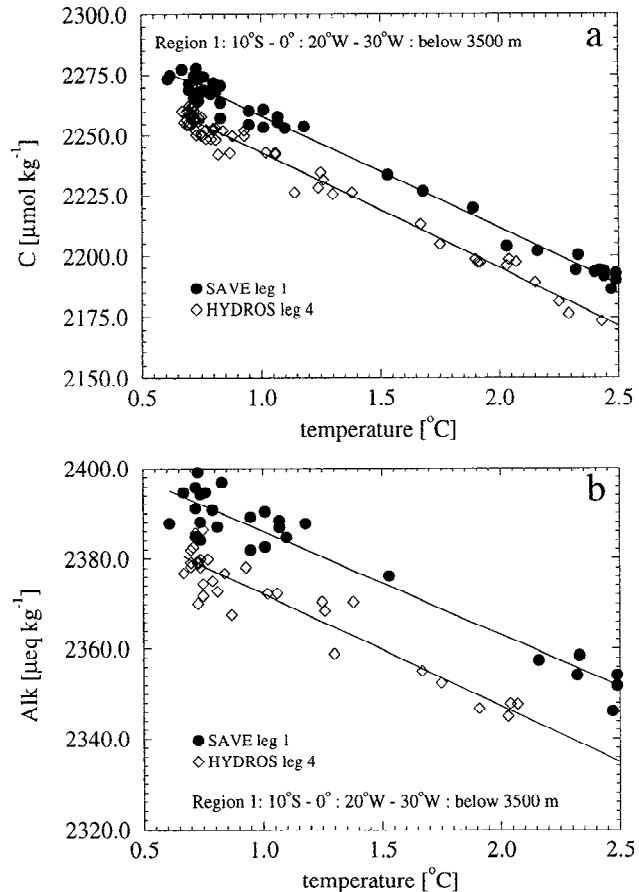 2300.0
Region 1: 10°S - 0° : 20°W - 30°W : below 3500 m
a
2275.0
2250.0
2225.0
2200.0
2175.0
2150.0
C [µmol kg⁻¹]
SAVE leg 1
HYDROS leg 4
0.5 1.0 1.5 2.0 2.5
temperature [°C]
2400.0
b
2380.0
2360.0
2340.0
2320.0
Alk [µeq kg⁻¹]
SAVE leg 1
HYDROS leg 4
Region 1: 10°S - 0° : 20°W - 30°W : below 3500 m
0.5 1.0 1.5 2.0 2.5
temperature [°C]